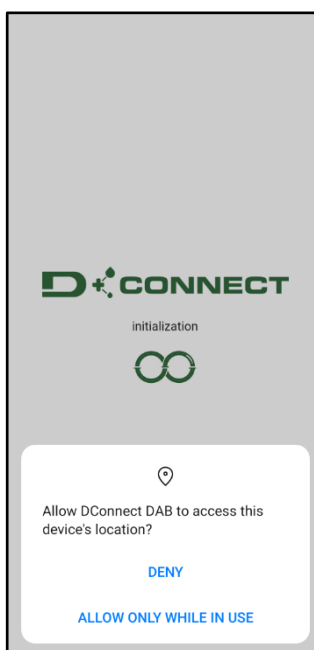 D+CONNECT
initialization
Allow DConnect DAB to access this
device's location?
DENY
ALLOW ONLY WHILE IN USE